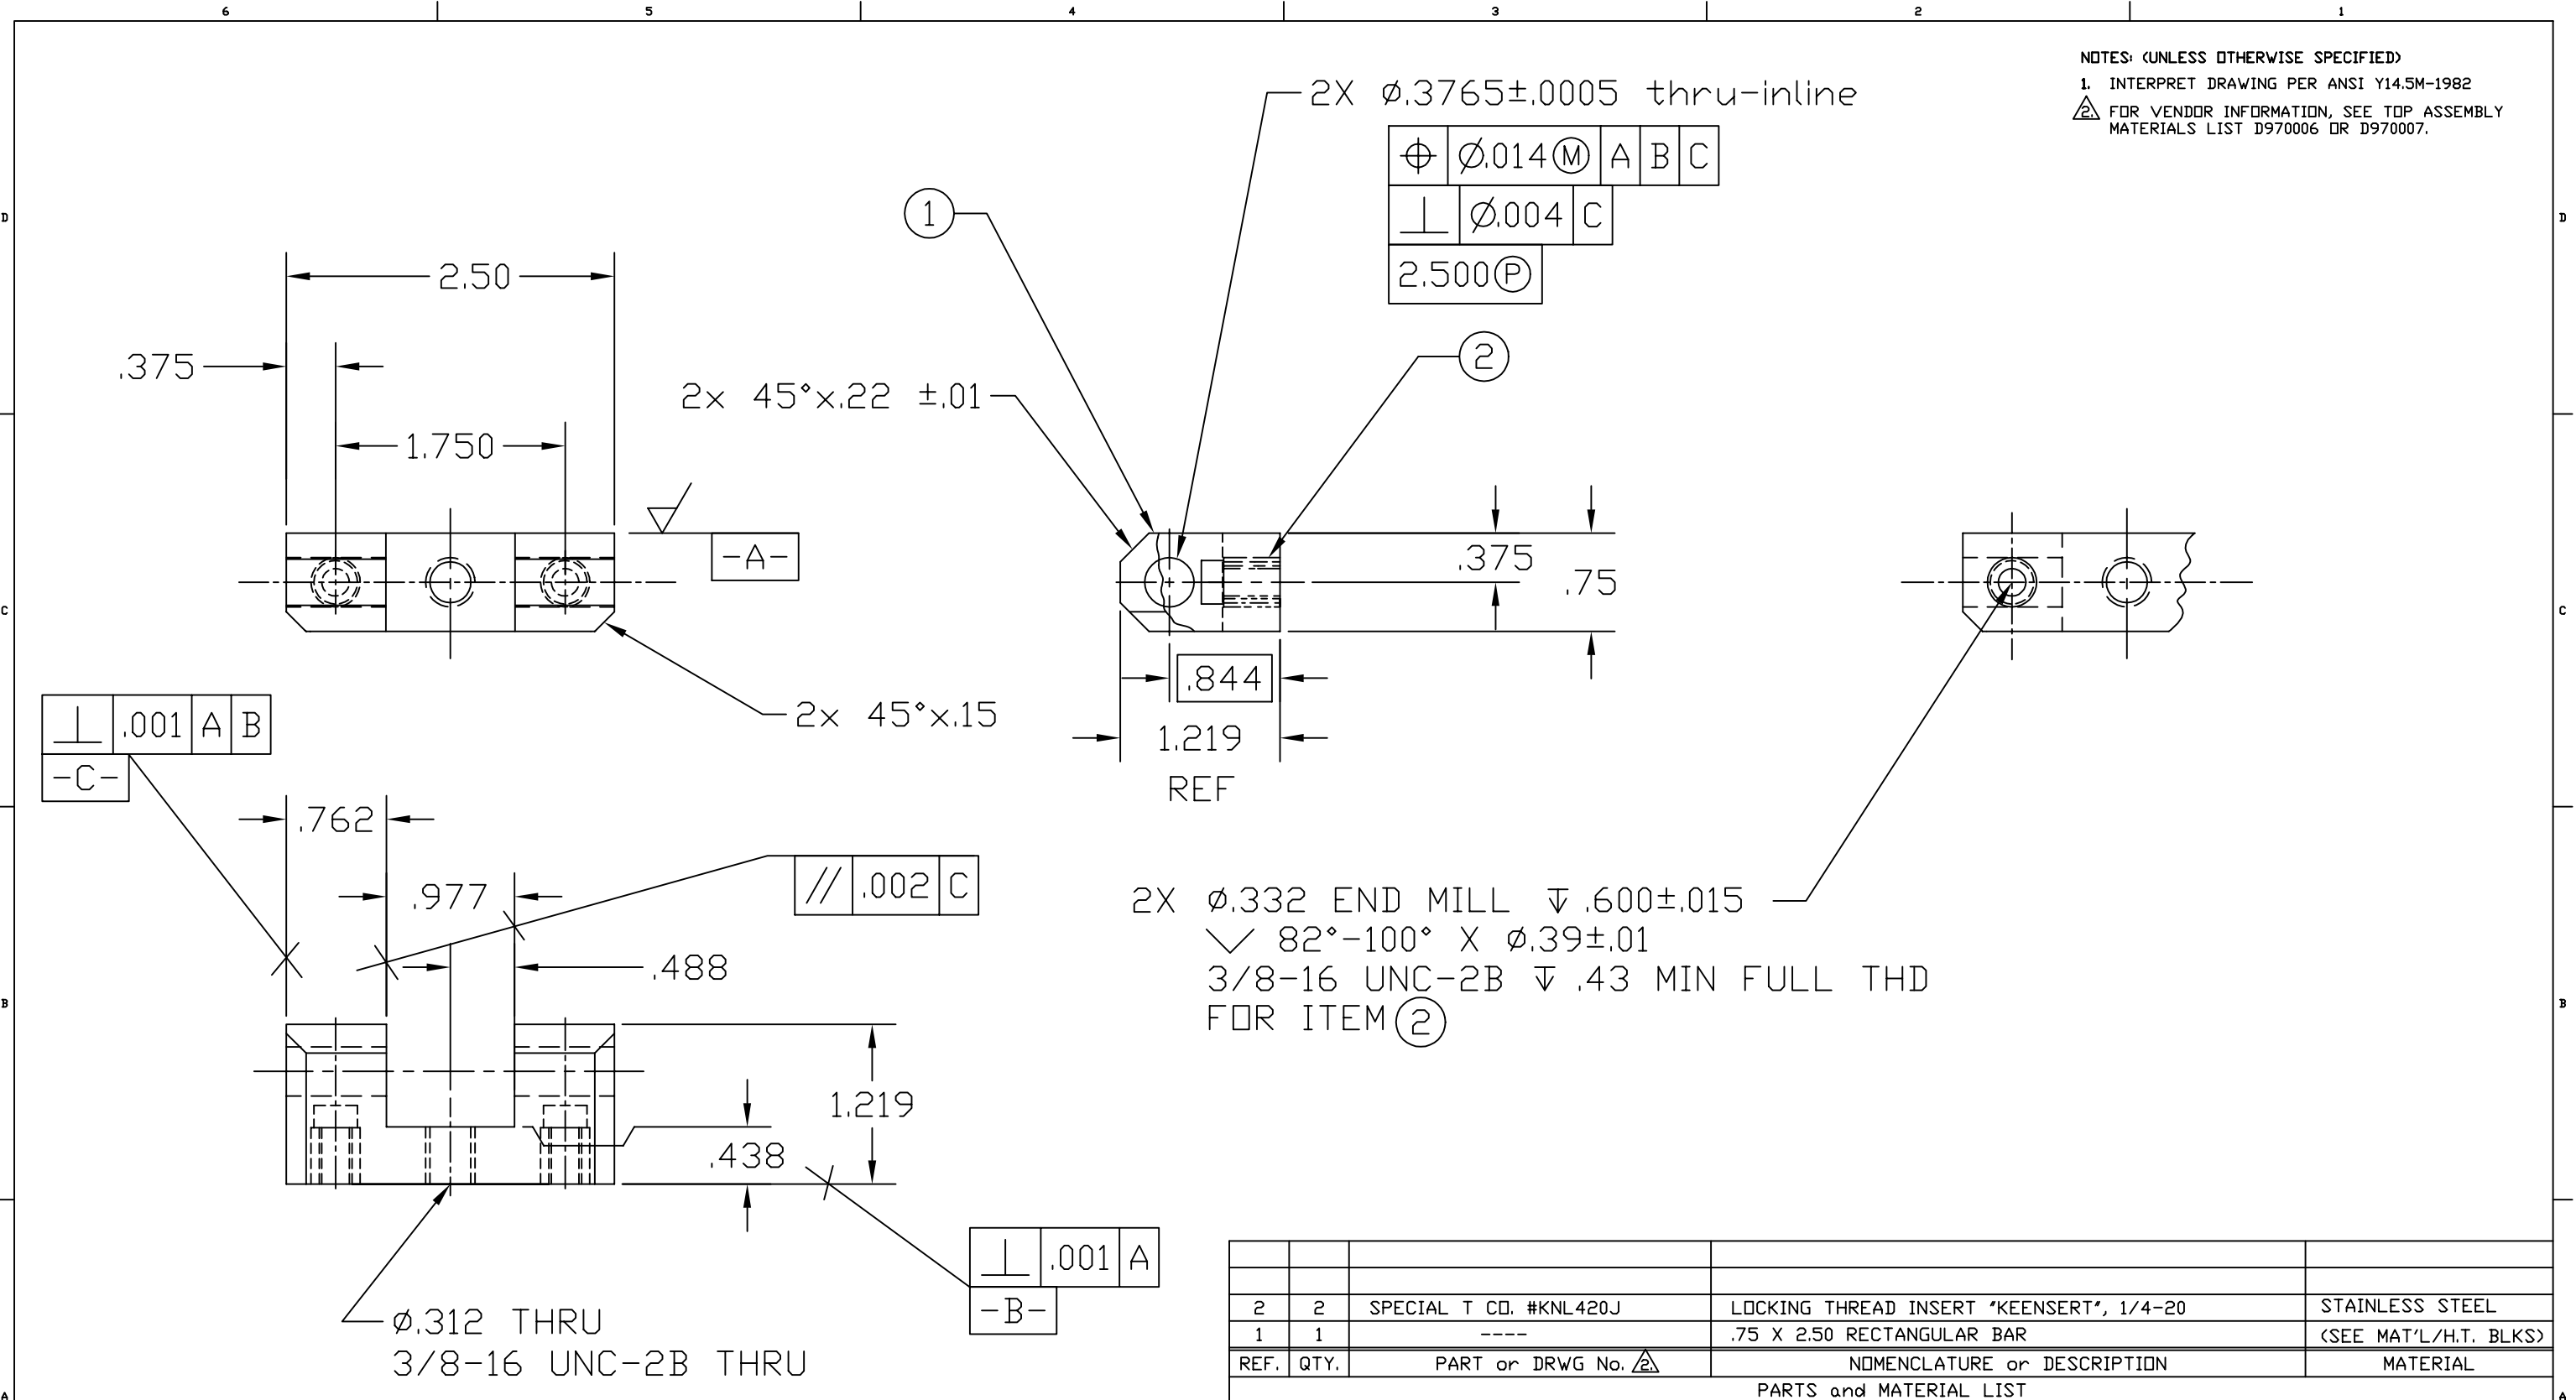 6 5 4 3 2 1
NOTES: (UNLESS OTHERWISE SPECIFIED)
1. INTERPRET DRAWING PER ANSI Y14.5M-1982
2. FOR VENDOR INFORMATION, SEE TOP ASSEMBLY
MATERIALS LIST D970006 OR D970007.
2X ⌀.3765±.0005 thru-inline
⌖ ⌀.014 Ⓜ A B C
⟂ ⌀.004 C
2.500 Ⓟ
1
D
D
2.50
.375
2
2x 45°x.22 ±.01
1.750
-A-
.375
.75
C
C
.844
2x 45°x.15
⟂ .001 A B
-C-
1.219
REF
.762
// .002 C
.977
.488
2X ⌀.332 END MILL ↧ .600±.015
⌵ 82°-100° X ⌀.39±.01
3/8-16 UNC-2B ↧ .43 MIN FULL THD
FOR ITEM 2
B
B
1.219
.438
⟂ .001 A
-B-
⌀.312 THRU
3/8-16 UNC-2B THRU
2 2 SPECIAL T CO. #KNL420J LOCKING THREAD INSERT "KEENSERT", 1/4-20 STAINLESS STEEL
1 1 ---- .75 X 2.50 RECTANGULAR BAR (SEE MAT'L/H.T. BLKS)
REF. QTY. PART or DRWG No. 2. NOMENCLATURE or DESCRIPTION MATERIAL
PARTS and MATERIAL LIST
A
A